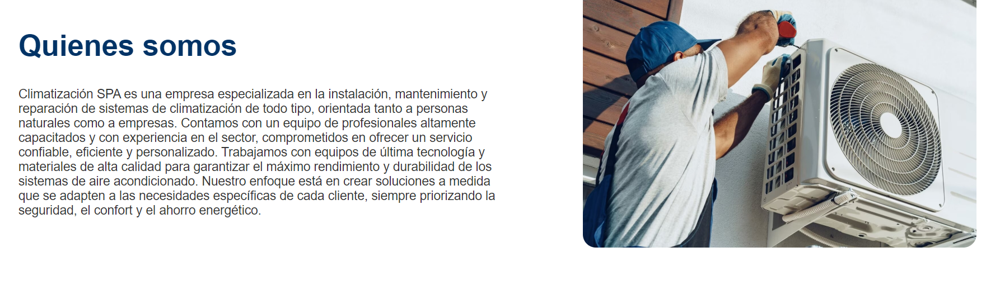 Quienes somos
Climatización SPA es una empresa especializada en la instalación, mantenimiento y
reparación de sistemas de climatización de todo tipo, orientada tanto a personas
naturales como a empresas. Contamos con un equipo de profesionales altamente
capacitados y con experiencia en el sector, comprometidos en ofrecer un servicio
confiable, eficiente y personalizado. Trabajamos con equipos de última tecnología y
materiales de alta calidad para garantizar el máximo rendimiento y durabilidad de los
sistemas de aire acondicionado. Nuestro enfoque está en crear soluciones a medida
que se adapten a las necesidades específicas de cada cliente, siempre priorizando la
seguridad, el confort y el ahorro energético.